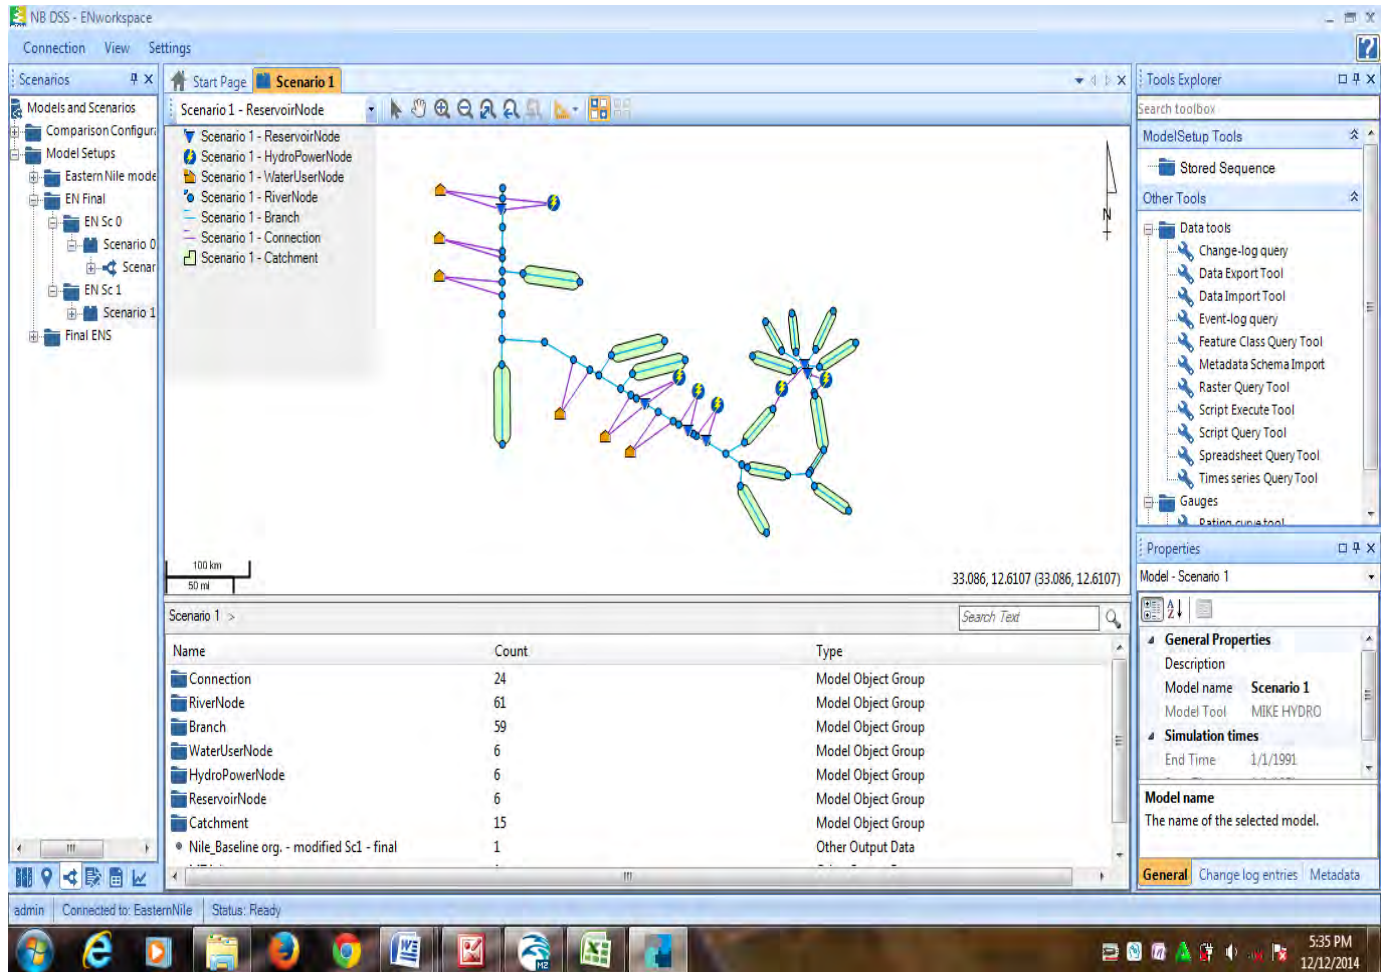 NB DSS - ENworkspace
Connection View Settings
Scenarios
Models and Scenarios
Comparison Configura
Model Setups
Eastern Nile mode
EN Final
EN Sc 0
Scenario 0
Scenar
EN Sc 1
Scenario 1
Final ENS
Start Page
Scenario 1
Scenario 1 - ReservoirNode
Scenario 1 - ReservoirNode
Scenario 1 - HydroPowerNode
Scenario 1 - WaterUserNode
Scenario 1 - RiverNode
Scenario 1 - Branch
Scenario 1 - Connection
Scenario 1 - Catchment
N
100 km
50 mi
33.086, 12.6107 (33.086, 12.6107)
Scenario 1 >
Search Text
Name Count Type
Connection 24 Model Object Group
RiverNode 61 Model Object Group
Branch 59 Model Object Group
WaterUserNode 6 Model Object Group
HydroPowerNode 6 Model Object Group
ReservoirNode 6 Model Object Group
Catchment 15 Model Object Group
Nile_Baseline org. - modified Sc1 - final 1 Other Output Data
Tools Explorer
Search toolbox
ModelSetup Tools
Stored Sequence
Other Tools
Data tools
Change-log query
Data Export Tool
Data Import Tool
Event-log query
Feature Class Query Tool
Metadata Schema Import
Raster Query Tool
Script Execute Tool
Script Query Tool
Spreadsheet Query Tool
Times series Query Tool
Gauges
Rating curve tool
Properties
Model - Scenario 1
General Properties
Description
Model name Scenario 1
Model Tool MIKE HYDRO
Simulation times
End Time 1/1/1991
Model name
The name of the selected model.
General Change log entries Metadata
admin Connected to: EasternNile Status: Ready
MZ
5:35 PM
12/12/2014